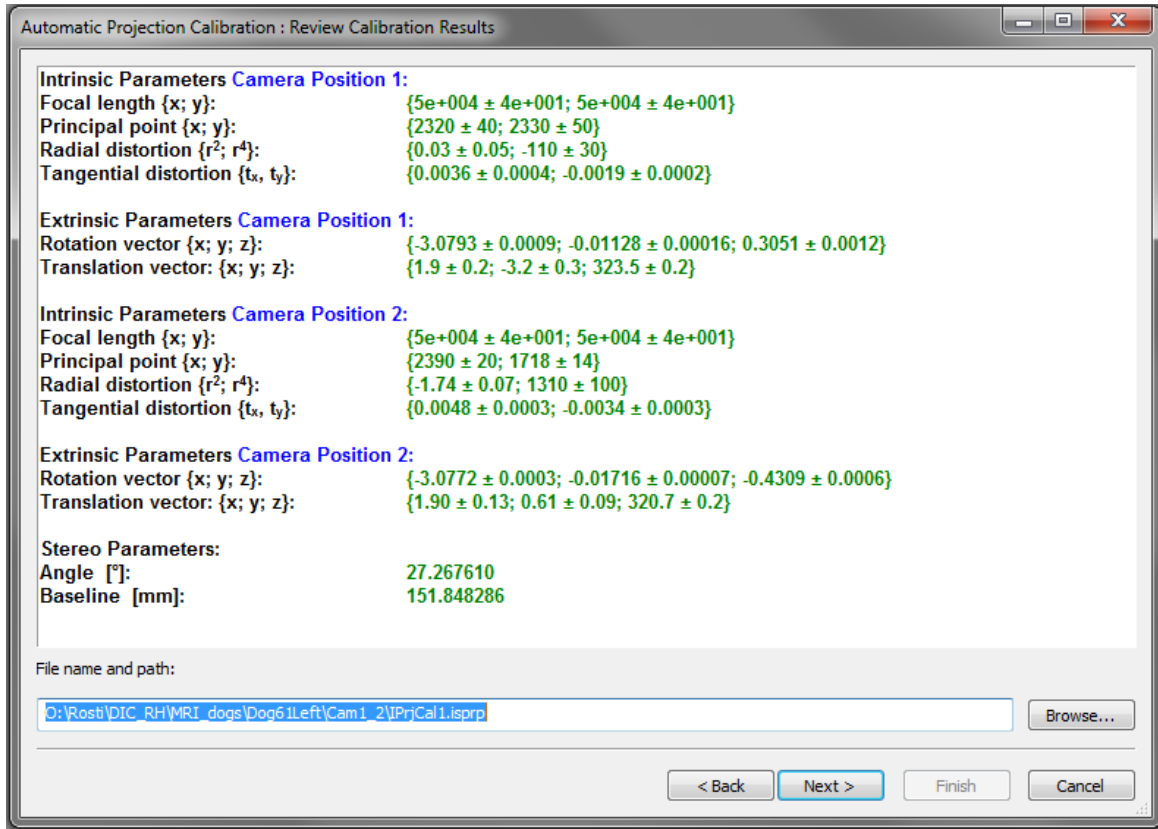 Automatic Projection Calibration : Review Calibration Results
Intrinsic Parameters Camera Position 1:
Focal length {x; y}: {5e+004 ± 4e+001; 5e+004 ± 4e+001}
Principal point {x; y}: {2320 ± 40; 2330 ± 50}
Radial distortion {r²; r⁴}: {0.03 ± 0.05; -110 ± 30}
Tangential distortion {tₓ, tᵧ}: {0.0036 ± 0.0004; -0.0019 ± 0.0002}
Extrinsic Parameters Camera Position 1:
Rotation vector {x; y; z}: {-3.0793 ± 0.0009; -0.01128 ± 0.00016; 0.3051 ± 0.0012}
Translation vector: {x; y; z}: {1.9 ± 0.2; -3.2 ± 0.3; 323.5 ± 0.2}
Intrinsic Parameters Camera Position 2:
Focal length {x; y}: {5e+004 ± 4e+001; 5e+004 ± 4e+001}
Principal point {x; y}: {2390 ± 20; 1718 ± 14}
Radial distortion {r²; r⁴}: {-1.74 ± 0.07; 1310 ± 100}
Tangential distortion {tₓ, tᵧ}: {0.0048 ± 0.0003; -0.0034 ± 0.0003}
Extrinsic Parameters Camera Position 2:
Rotation vector {x; y; z}: {-3.0772 ± 0.0003; -0.01716 ± 0.00007; -0.4309 ± 0.0006}
Translation vector: {x; y; z}: {1.90 ± 0.13; 0.61 ± 0.09; 320.7 ± 0.2}
Stereo Parameters:
Angle [°]: 27.267610
Baseline [mm]: 151.848286
File name and path:
O:\Rosti\DIC_RH\MRI_dogs\Dog61Left\Cam1_2\IPrjCal1.isprp
Browse...
< Back Next > Finish Cancel